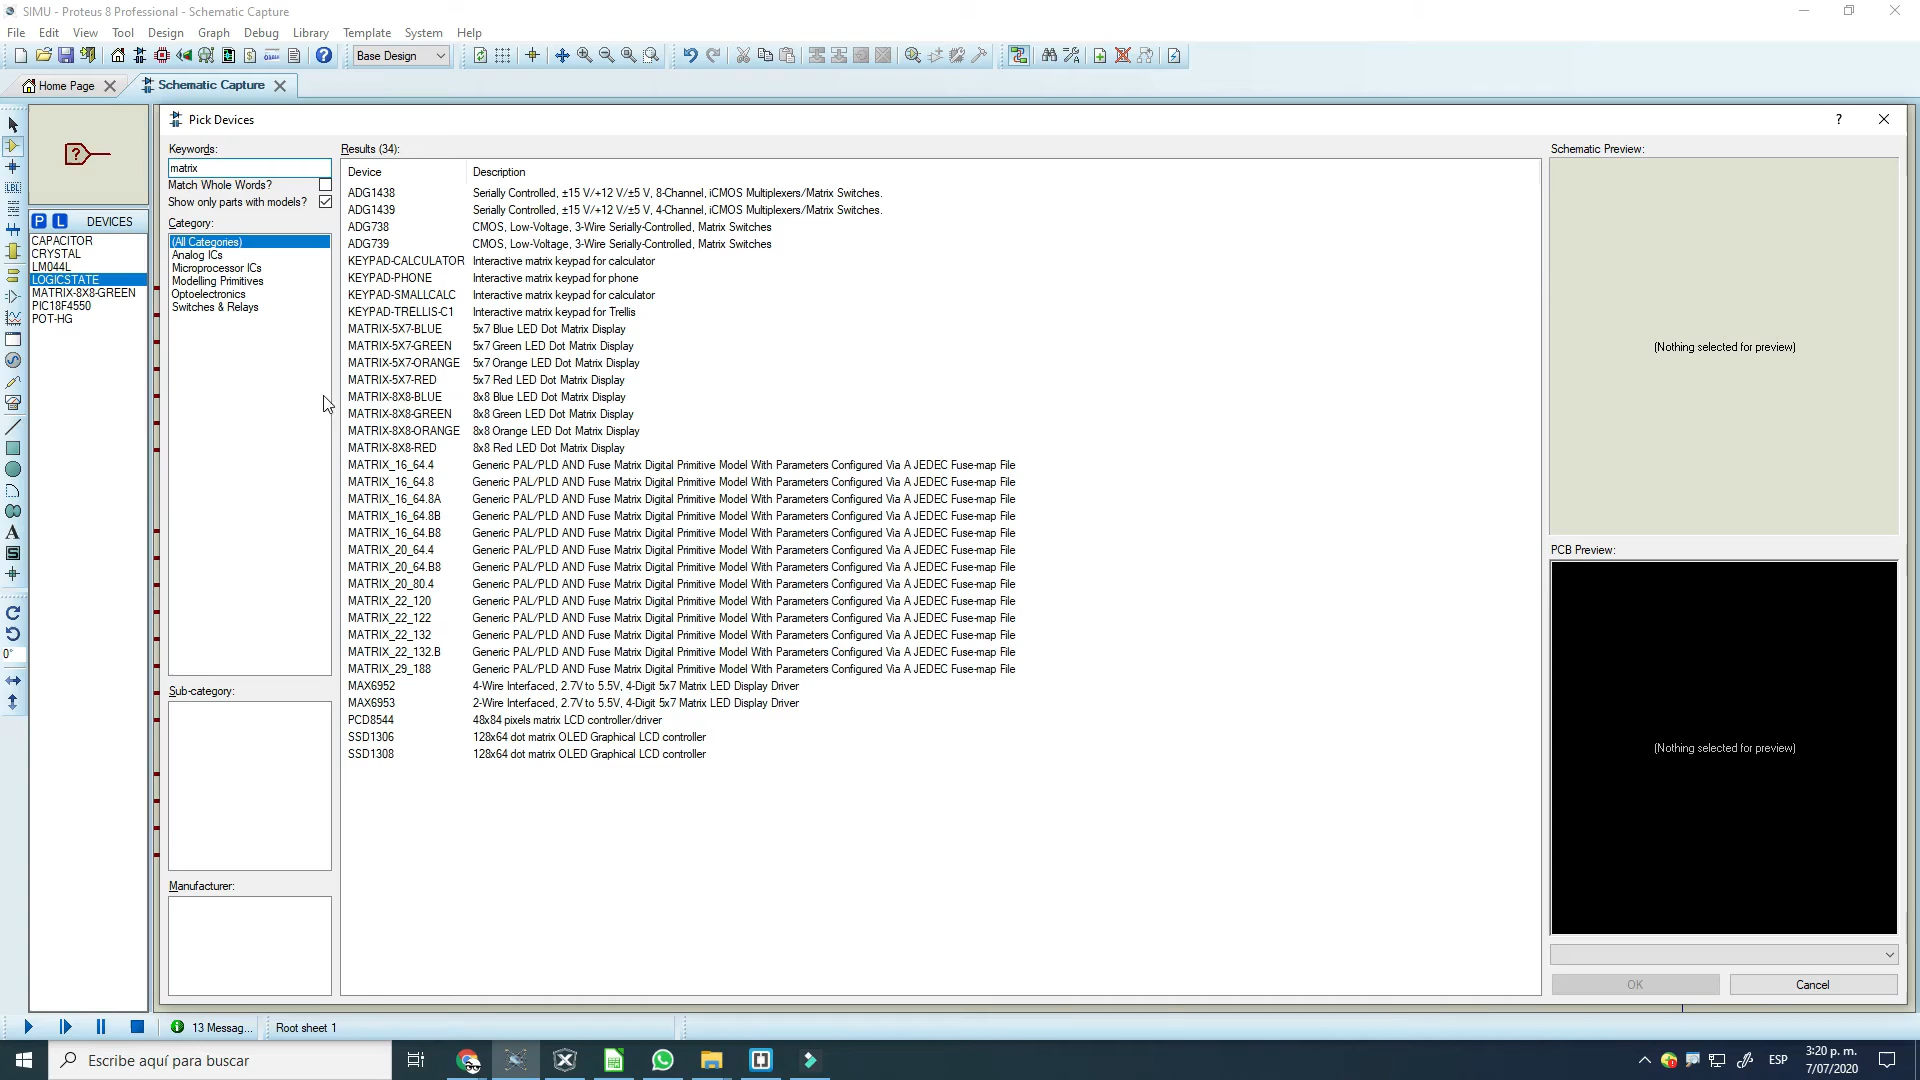 SIMU - Proteus 8 Professional - Schematic Capture
File Edit View Tool Design Graph Debug Library Template System Help
Base Design
Home Page
Schematic Capture
Pick Devices
?
Keywords:
matrix
Match Whole Words?
Show only parts with models?
Category:
(All Categories)
Analog ICs
Microprocessor ICs
Modelling Primitives
Optoelectronics
Switches & Relays
Sub-category:
Manufacturer:
P L DEVICES
CAPACITOR
CRYSTAL
LM044L
LOGICSTATE
MATRIX-8X8-GREEN
PIC18F4550
POT-HG
Results (34):
Device Description
ADG1438 Serially Controlled, ±15 V/+12 V/±5 V, 8-Channel, iCMOS Multiplexers/Matrix Switches.
ADG1439 Serially Controlled, ±15 V/+12 V/±5 V, 4-Channel, iCMOS Multiplexers/Matrix Switches.
ADG738 CMOS, Low-Voltage, 3-Wire Serially-Controlled, Matrix Switches
ADG739 CMOS, Low-Voltage, 3-Wire Serially-Controlled, Matrix Switches
KEYPAD-CALCULATOR Interactive matrix keypad for calculator
KEYPAD-PHONE Interactive matrix keypad for phone
KEYPAD-SMALLCALC Interactive matrix keypad for calculator
KEYPAD-TRELLIS-C1 Interactive matrix keypad for Trellis
MATRIX-5X7-BLUE 5x7 Blue LED Dot Matrix Display
MATRIX-5X7-GREEN 5x7 Green LED Dot Matrix Display
MATRIX-5X7-ORANGE 5x7 Orange LED Dot Matrix Display
MATRIX-5X7-RED 5x7 Red LED Dot Matrix Display
MATRIX-8X8-BLUE 8x8 Blue LED Dot Matrix Display
MATRIX-8X8-GREEN 8x8 Green LED Dot Matrix Display
MATRIX-8X8-ORANGE 8x8 Orange LED Dot Matrix Display
MATRIX-8X8-RED 8x8 Red LED Dot Matrix Display
MATRIX_16_64.4 Generic PAL/PLD AND Fuse Matrix Digital Primitive Model With Parameters Configured Via A JEDEC Fuse-map File
MATRIX_16_64.8 Generic PAL/PLD AND Fuse Matrix Digital Primitive Model With Parameters Configured Via A JEDEC Fuse-map File
MATRIX_16_64.8A Generic PAL/PLD AND Fuse Matrix Digital Primitive Model With Parameters Configured Via A JEDEC Fuse-map File
MATRIX_16_64.8B Generic PAL/PLD AND Fuse Matrix Digital Primitive Model With Parameters Configured Via A JEDEC Fuse-map File
MATRIX_16_64.B8 Generic PAL/PLD AND Fuse Matrix Digital Primitive Model With Parameters Configured Via A JEDEC Fuse-map File
MATRIX_20_64.4 Generic PAL/PLD AND Fuse Matrix Digital Primitive Model With Parameters Configured Via A JEDEC Fuse-map File
MATRIX_20_64.B8 Generic PAL/PLD AND Fuse Matrix Digital Primitive Model With Parameters Configured Via A JEDEC Fuse-map File
MATRIX_20_80.4 Generic PAL/PLD AND Fuse Matrix Digital Primitive Model With Parameters Configured Via A JEDEC Fuse-map File
MATRIX_22_120 Generic PAL/PLD AND Fuse Matrix Digital Primitive Model With Parameters Configured Via A JEDEC Fuse-map File
MATRIX_22_122 Generic PAL/PLD AND Fuse Matrix Digital Primitive Model With Parameters Configured Via A JEDEC Fuse-map File
MATRIX_22_132 Generic PAL/PLD AND Fuse Matrix Digital Primitive Model With Parameters Configured Via A JEDEC Fuse-map File
MATRIX_22_132.B Generic PAL/PLD AND Fuse Matrix Digital Primitive Model With Parameters Configured Via A JEDEC Fuse-map File
MATRIX_29_188 Generic PAL/PLD AND Fuse Matrix Digital Primitive Model With Parameters Configured Via A JEDEC Fuse-map File
MAX6952 4-Wire Interfaced, 2.7V to 5.5V, 4-Digit 5x7 Matrix LED Display Driver
MAX6953 2-Wire Interfaced, 2.7V to 5.5V, 4-Digit 5x7 Matrix LED Display Driver
PCD8544 48x84 pixels matrix LCD controller/driver
SSD1306 128x64 dot matrix OLED Graphical LCD controller
SSD1308 128x64 dot matrix OLED Graphical LCD controller
Schematic Preview:
(Nothing selected for preview)
PCB Preview:
(Nothing selected for preview)
OK Cancel
0°
13 Messag... Root sheet 1
Escribe aquí para buscar
ESP
3:20 p. m.
7/07/2020